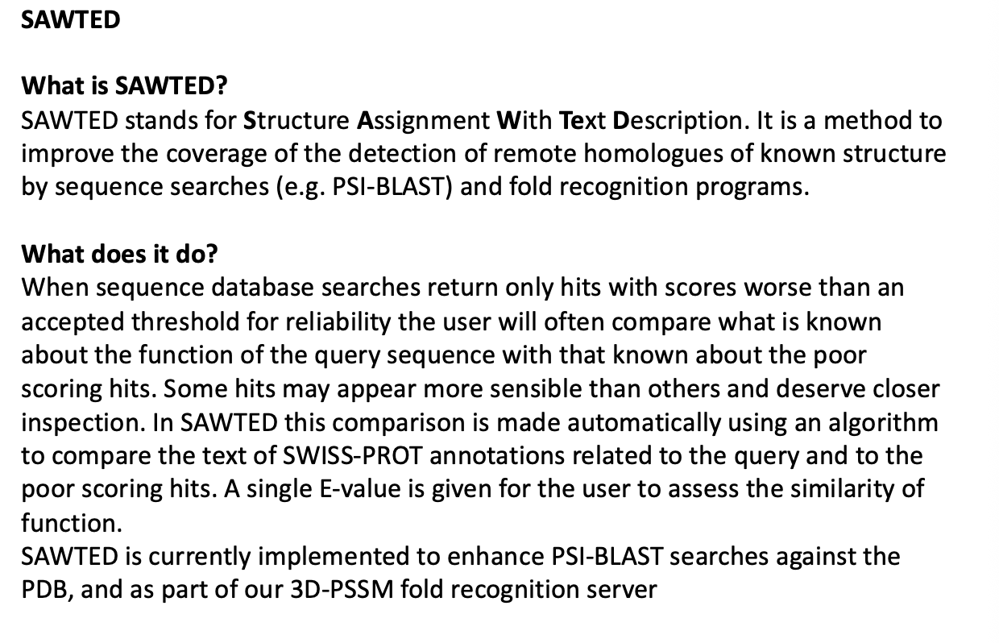 SAWTED
What is SAWTED?
SAWTED stands for Structure Assignment With Text Description. It is a method to
improve the coverage of the detection of remote homologues of known structure
by sequence searches (e.g. PSI-BLAST) and fold recognition programs.
What does it do?
When sequence database searches return only hits with scores worse than an
accepted threshold for reliability the user will often compare what is known
about the function of the query sequence with that known about the poor
scoring hits. Some hits may appear more sensible than others and deserve closer
inspection. In SAWTED this comparison is made automatically using an algorithm
to compare the text of SWISS-PROT annotations related to the query and to the
poor scoring hits. A single E-value is given for the user to assess the similarity of
function.
SAWTED is currently implemented to enhance PSI-BLAST searches against the
PDB, and as part of our 3D-PSSM fold recognition server